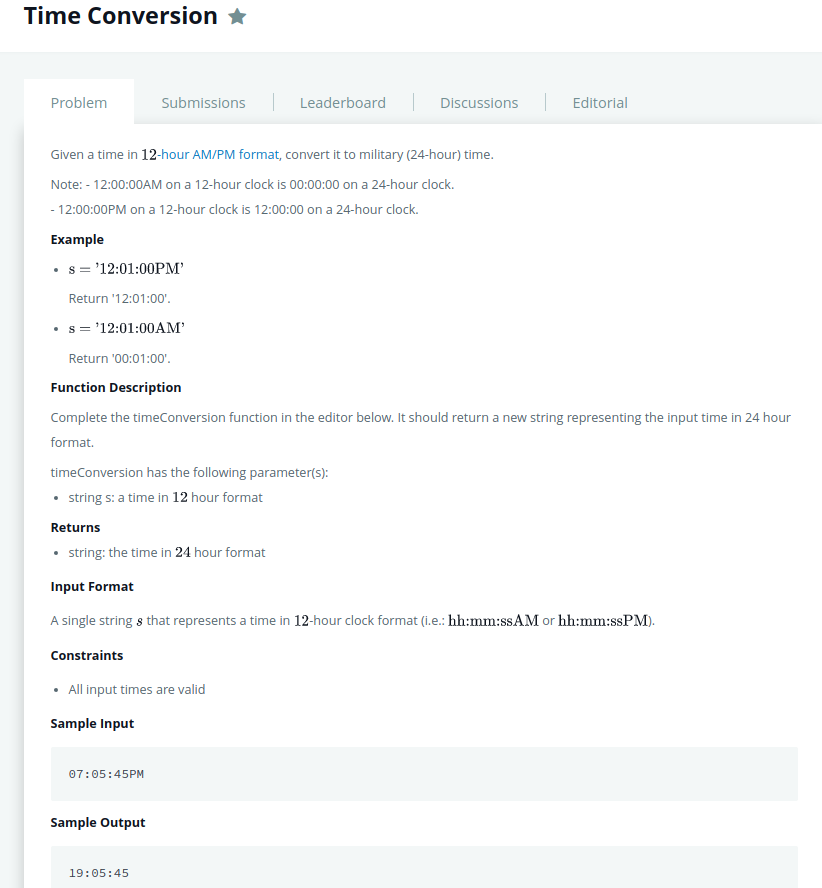 Time Conversion
Problem
Submissions
Leaderboard
Discussions
Editorial
Given a time in 12-hour AM/PM format, convert it to military (24-hour) time.
Note: - 12:00:00AM on a 12-hour clock is 00:00:00 on a 24-hour clock.
- 12:00:00PM on a 12-hour clock is 12:00:00 on a 24-hour clock.
Example
• s = '12:01:00PM'
Return '12:01:00'.
• s = '12:01:00AM'
Return '00:01:00'.
Function Description
Complete the timeConversion function in the editor below. It should return a new string representing the input time in 24 hour
format.
timeConversion has the following parameter(s):
• string s: a time in 12 hour format
Returns
• string: the time in 24 hour format
Input Format
A single string s that represents a time in 12-hour clock format (i.e.: hh:mm:ssAM or hh:mm:ssPM).
Constraints
• All input times are valid
Sample Input
07:05:45PM
Sample Output
19:05:45